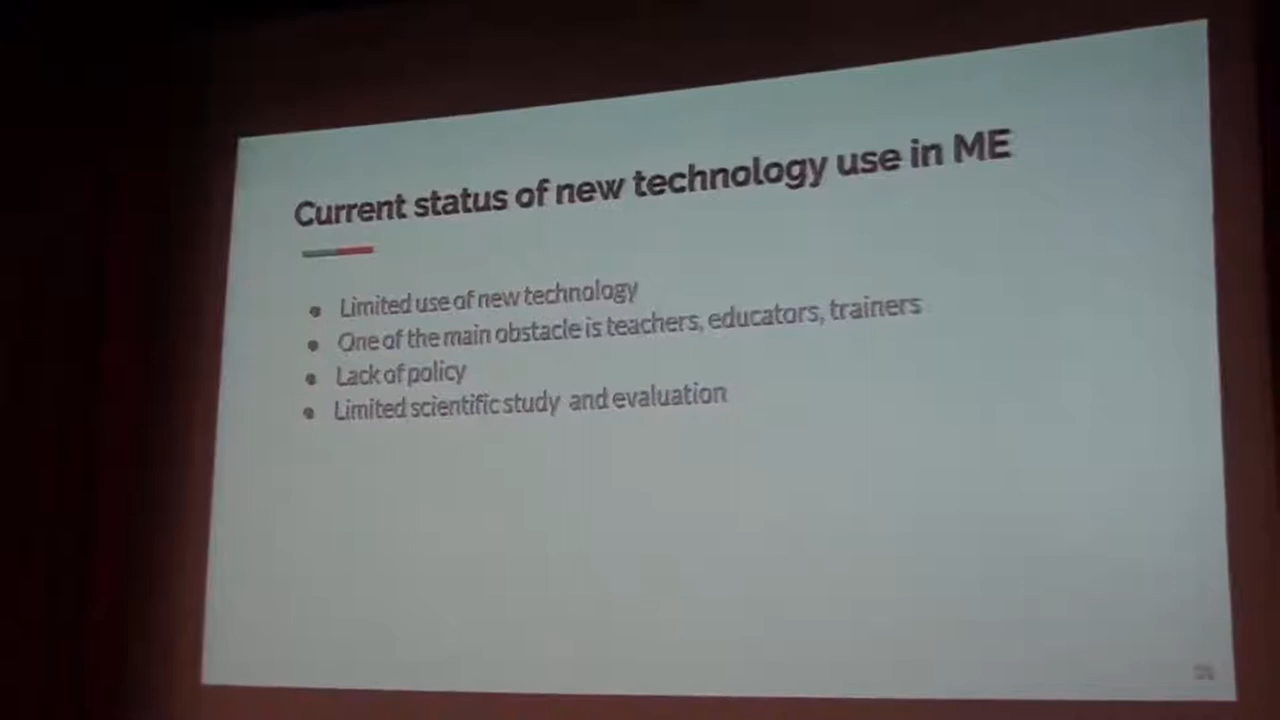 Current status of new technology use in ME
● Limited use of new technology
● One of the main obstacle is teachers, educators, trainers
● Lack of policy
● Limited scientific study and evaluation